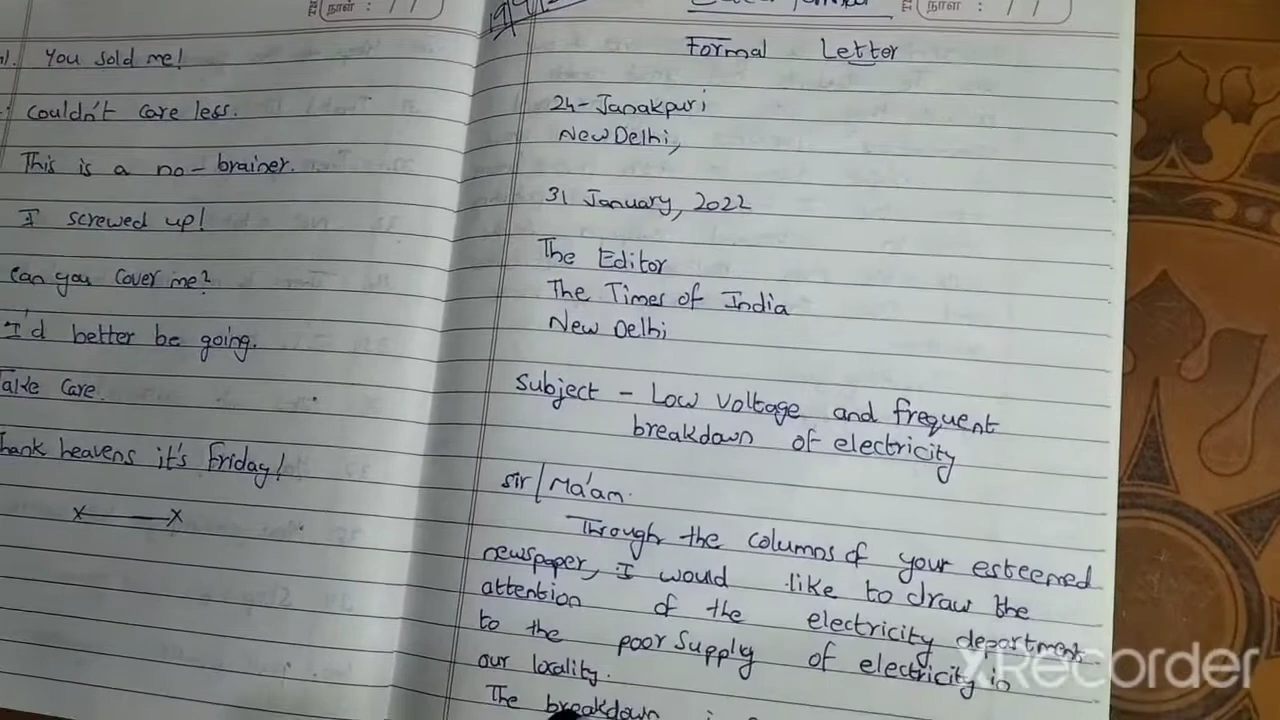 நாள் :
You sold me!
Couldn't care less.
This is a no-brainer.
I screwed up!
Can you cover me?
I'd better be going.
Take Care.
Thank heavens it's Friday!
நாள் :
Formal Letter
24-Janakpuri
New Delhi,
31 January, 2022
The Editor
The Times of India
New Delhi
Subject - Low voltage and frequent
breakdown of electricity
Sir/Ma'am.
Through the columns of your esteemed
newspaper, I would like to draw the
attention of the electricity department
to the poor supply of electricity in
our locality.
The breakdown
XRecorder